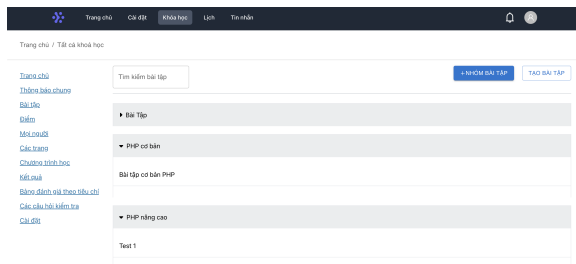 Trang chủ Cài đặt Khóa học Lịch Tin nhắn
Trang chủ / Tất cả khoá học
Trang chủ
Thông báo chung
Bài tập
Điểm
Mọi người
Các trang
Chương trình học
Kết quả
Bảng đánh giá theo tiêu chí
Các câu hỏi kiểm tra
Cài đặt
Tìm kiếm bài tập
+ NHÓM BÀI TẬP
TẠO BÀI TẬP
Bài Tập
PHP cơ bản
Bài tập cơ bản PHP
PHP nâng cao
Test 1